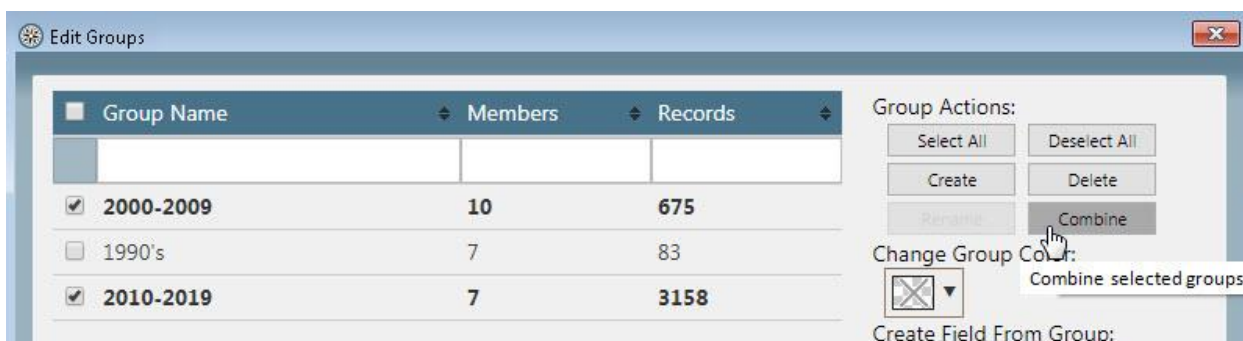 Edit Groups
Group Name Members Records
2000-2009 10 675
1990's 7 83
2010-2019 7 3158
Group Actions:
Select All Deselect All
Create Delete
Rename Combine
Change Group Color:
Combine selected groups
Create Field From Group: